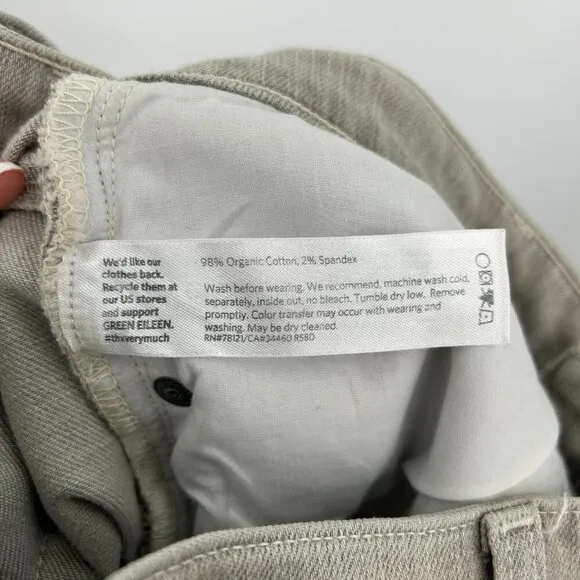 We'd like our
clothes back.
Recycle them at
our US stores
and support
GREEN EILEEN.
#thxverymuch
98% Organic Cotton, 2% Spandex
Wash before wearing. We recommend, machine wash cold,
separately, inside out, no bleach. Tumble dry low. Remove
promptly. Color transfer may occur with wearing and
washing. May be dry cleaned.
RN#78121/CA#34460 R5BD